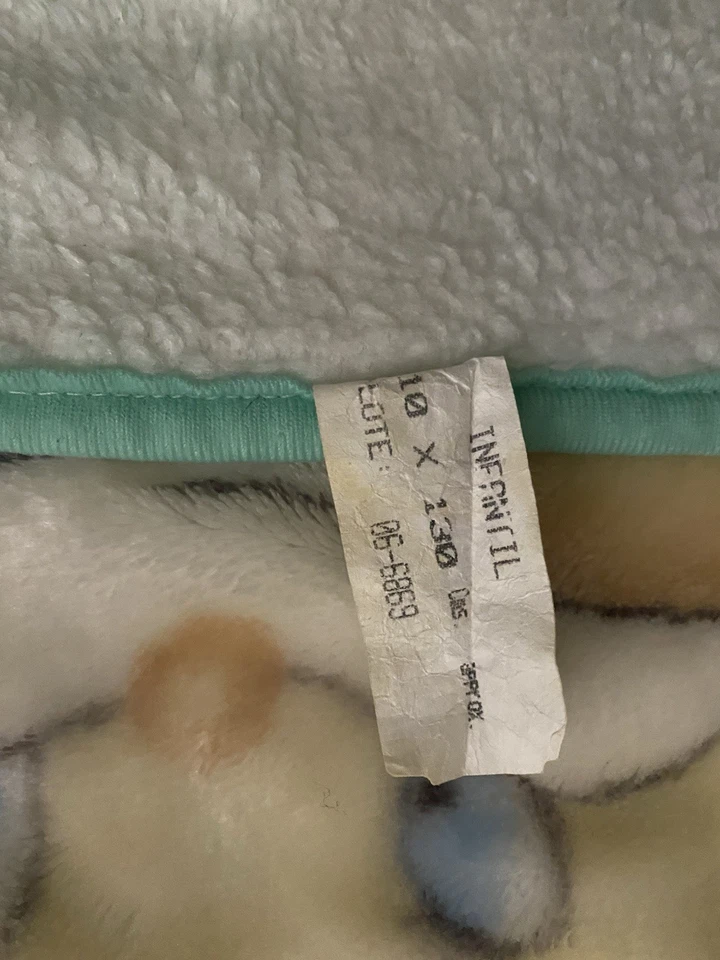 INFANTIL
10 X 130 CMS. APPROX.
LOTE: 06-6869